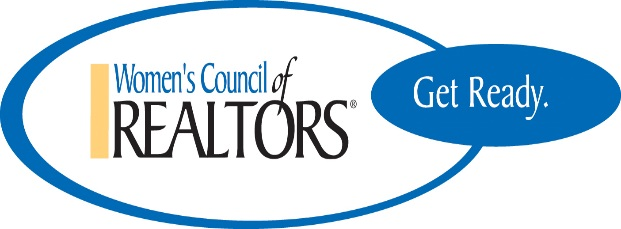 Women's Council of
REALTORS®
Get Ready.